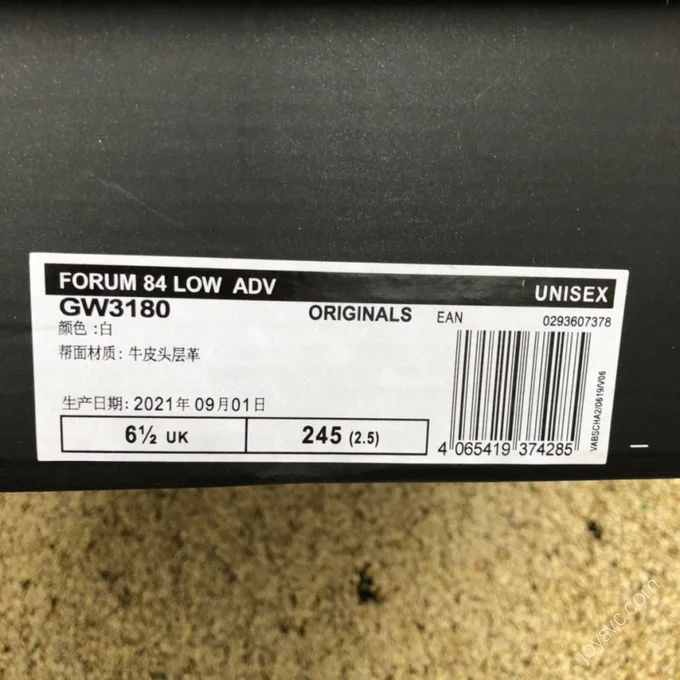 FORUM 84 LOW ADV
UNISEX
GW3180
ORIGINALS
EAN
0293607378
颜色:白
帮面材质: 牛皮头层革
生产日期: 2021年 09月01日
6½ UK
245 (2.5)
4 065419 374285
VABSCHA2/0619/V06
joysvc.com